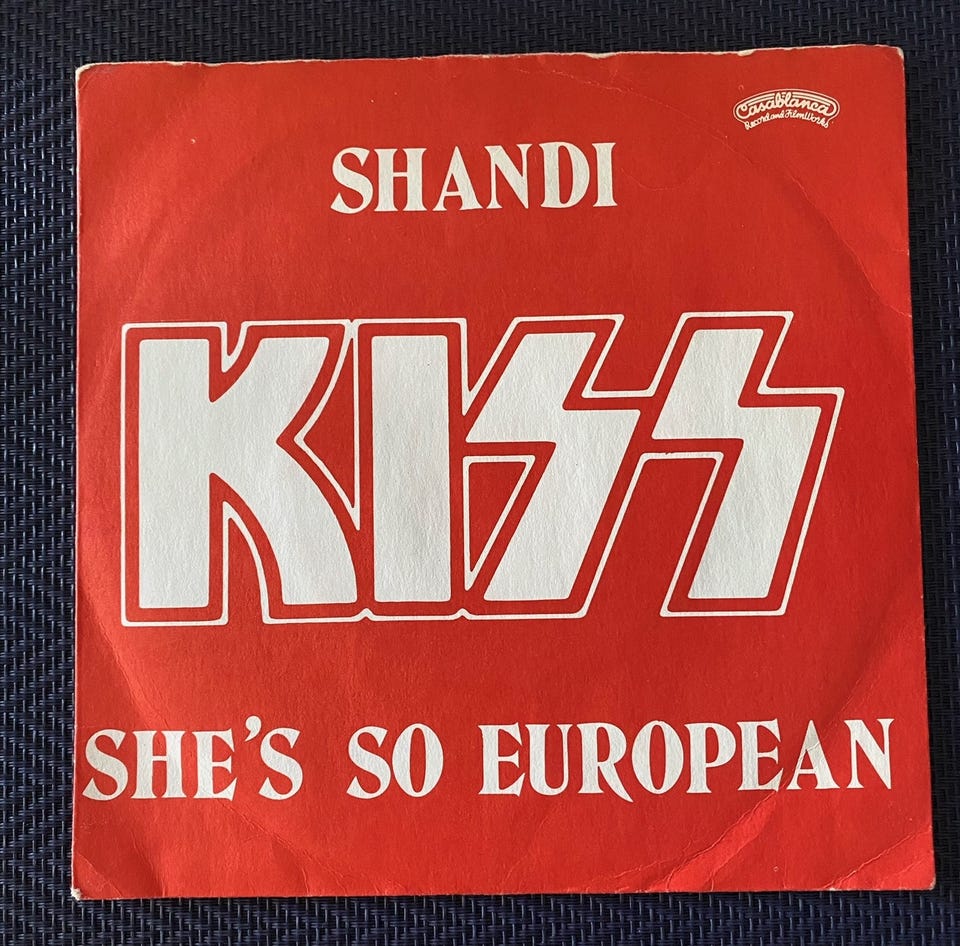 Casablanca
Record and FilmWorks
SHANDI
KISS
SHE'S SO EUROPEAN